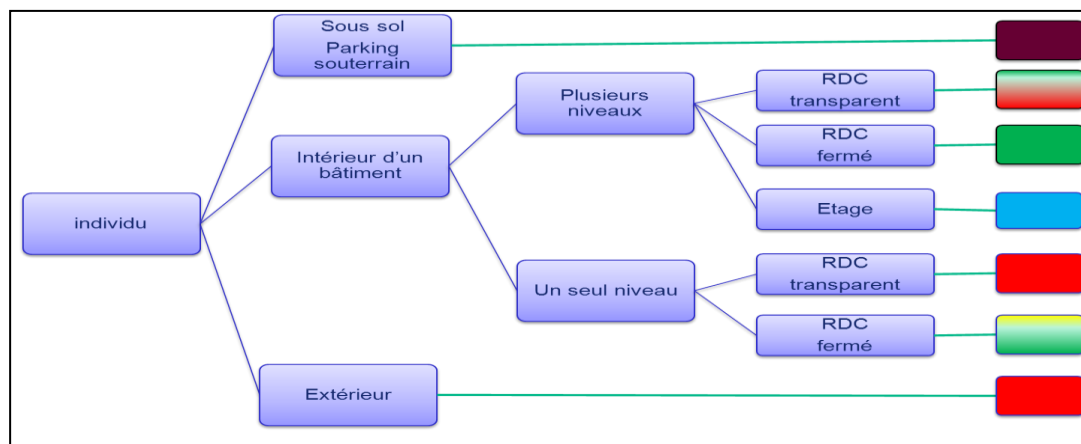 Sous sol
Parking
souterrain
Plusieurs
niveaux
RDC
transparent
RDC
fermé
Intérieur d'un
bâtiment
individu
Etage
Un seul niveau
RDC
transparent
RDC
fermé
Extérieur